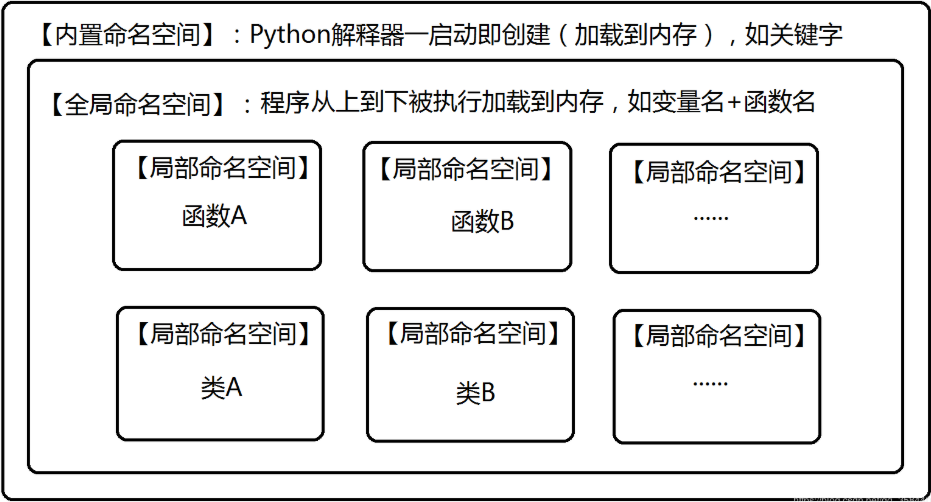 【内置命名空间】：Python解释器一启动即创建（加载到内存），如关键字
【全局命名空间】：程序从上到下被执行加载到内存，如变量名+函数名
【局部命名空间】
函数A
【局部命名空间】
函数B
【局部命名空间】
......
【局部命名空间】
类A
【局部命名空间】
类B
【局部命名空间】
......